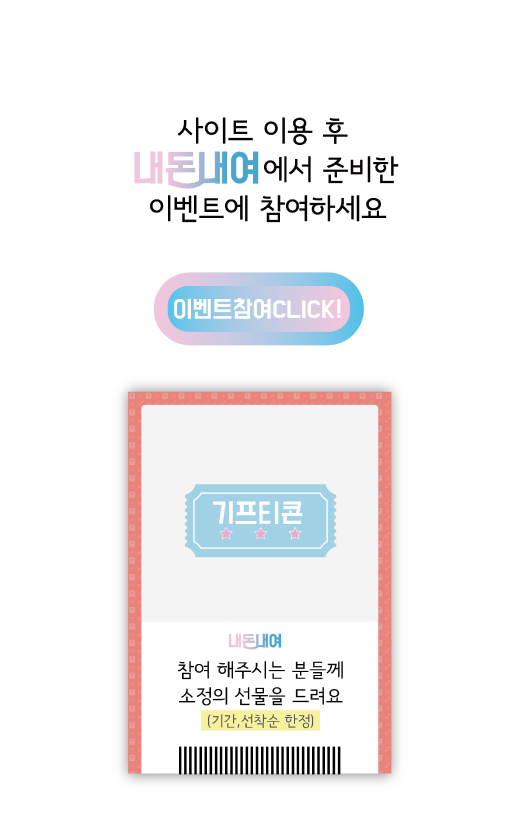 사이트 이용 후
내돈내여에서 준비한
이벤트에 참여하세요
이벤트참여CLICK!
기프티콘
내돈내여
참여 해주시는 분들께
소정의 선물을 드려요
(기간,선착순 한정)